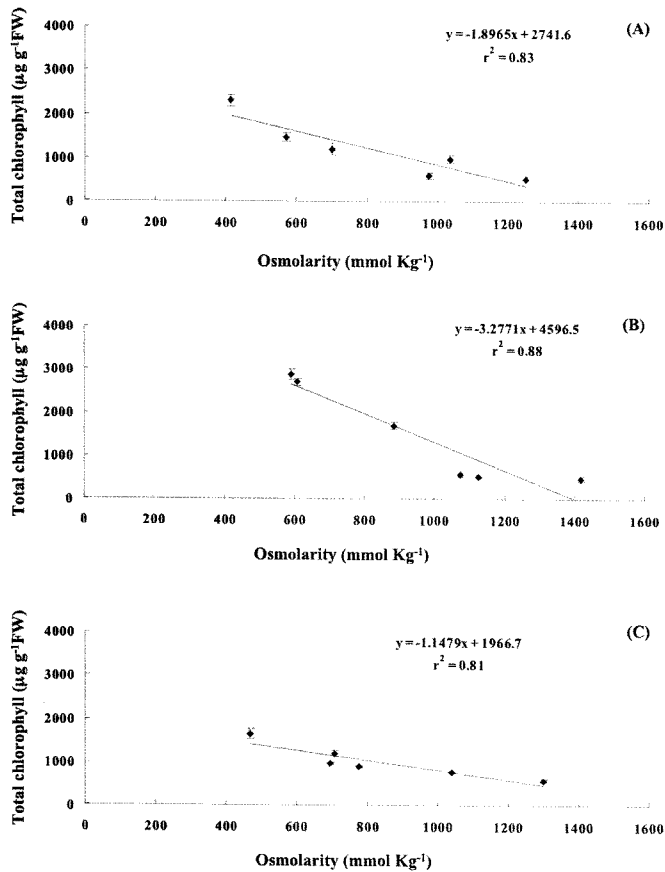 (A)
y = -1.8965x + 2741.6
r² = 0.83
Total chlorophyll (µg g⁻¹FW)
4000
3000
2000
1000
0
0 200 400 600 800 1000 1200 1400 1600
Osmolarity (mmol Kg⁻¹)
(B)
y = -3.2771x + 4596.5
r² = 0.88
Total chlorophyll (µg g⁻¹FW)
4000
3000
2000
1000
0
0 200 400 600 800 1000 1200 1400 1600
Osmolarity (mmol Kg⁻¹)
(C)
y = -1.1479x + 1966.7
r² = 0.81
Total chlorophyll (µg g⁻¹FW)
4000
3000
2000
1000
0
0 200 400 600 800 1000 1200 1400 1600
Osmolarity (mmol Kg⁻¹)